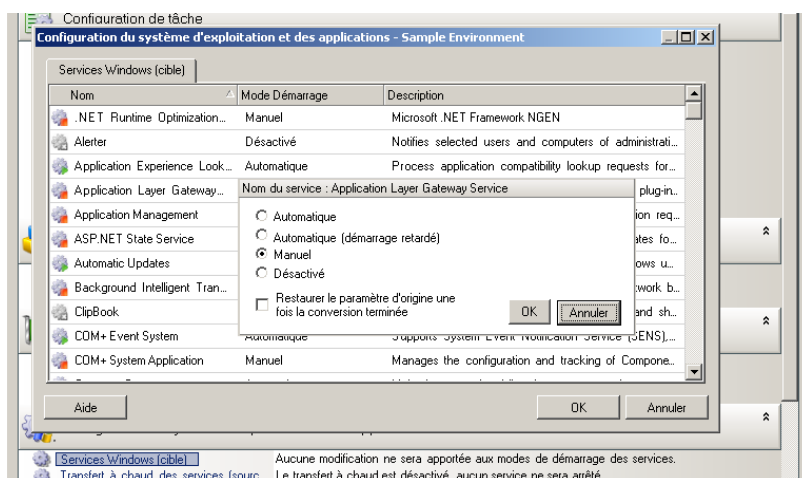 Configuration de tâche
Configuration du système d'exploitation et des applications - Sample Environment
Services Windows (cible)
Nom Mode Démarrage Description
.NET Runtime Optimization... Manuel Microsoft .NET Framework NGEN
Alerter Désactivé Notifies selected users and computers of administrati...
Application Experience Look... Automatique Process application compatibility lookup requests for...
Application Layer Gateway... plug-in..
Nom du service : Application Layer Gateway Service
Application Management ion req...
Automatique
ASP.NET State Service ates fo...
Automatique (démarrage retardé)
Manuel
Automatic Updates ows u...
Désactivé
Background Intelligent Tran... twork b...
Restaurer le paramètre d'origine une
fois la conversion terminée
OK Annuler
ClipBook and sh...
COM+ Event System Automatique Supports System Event Notification Service (SENS),...
COM+ System Application Manuel Manages the configuration and tracking of Compone...
Aide OK Annuler
Services Windows (cible) Aucune modification ne sera apportée aux modes de démarrage des services.
Transfert à chaud des services (sourc... Le transfert à chaud est désactivé, aucun service ne sera arrêté.